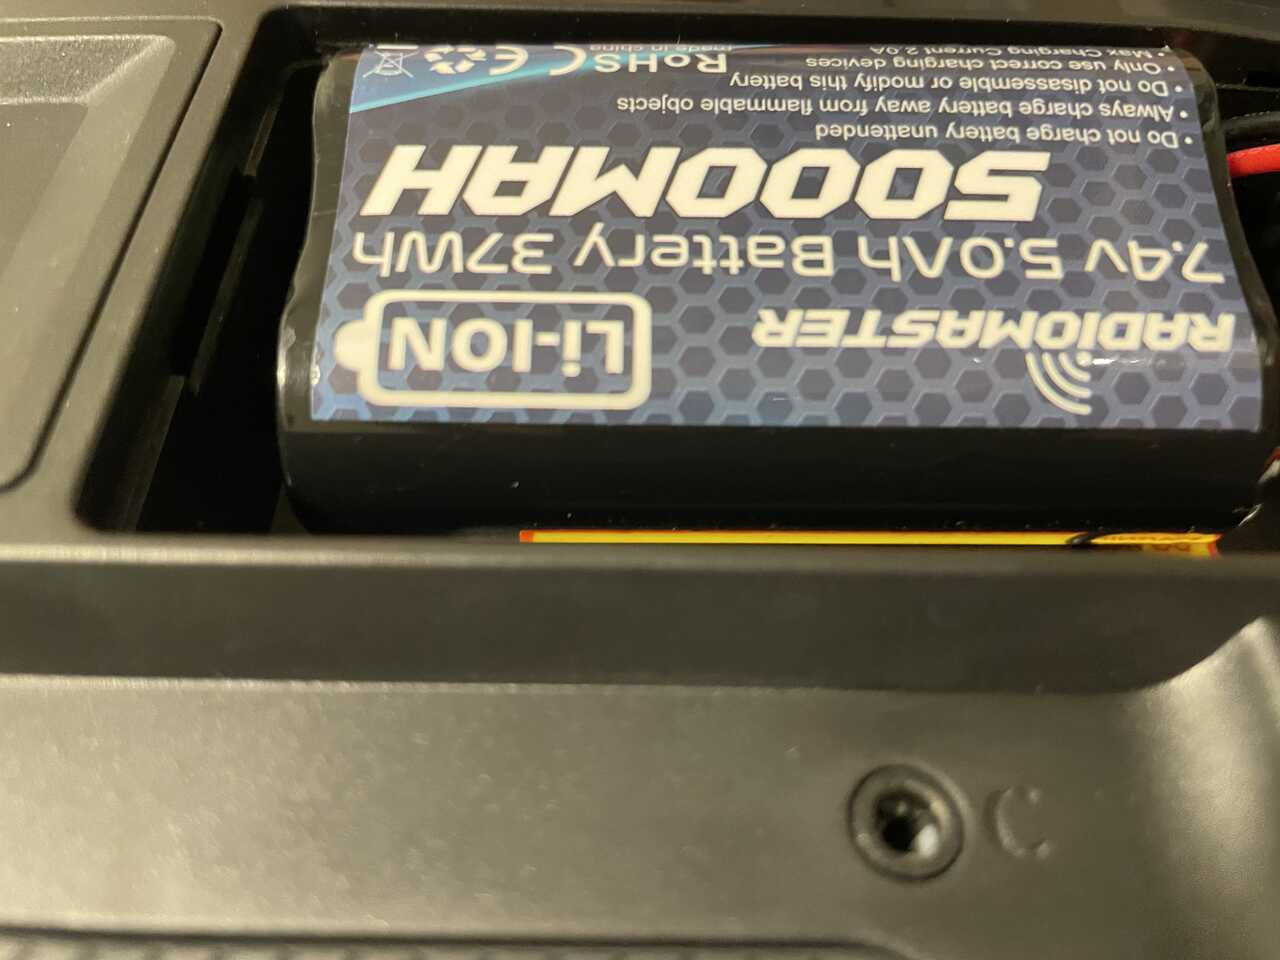 RADIOMASTER
Li-ION
7.4v 5.0Ah Battery 37Wh
5000MAH
• Do not charge battery unattended
• Always charge battery away from flammable objects
• Do not disassemble or modify this battery
• Only use correct charging devices
• Max Charging Current 2.0A
RoHSC CE
made in china
C